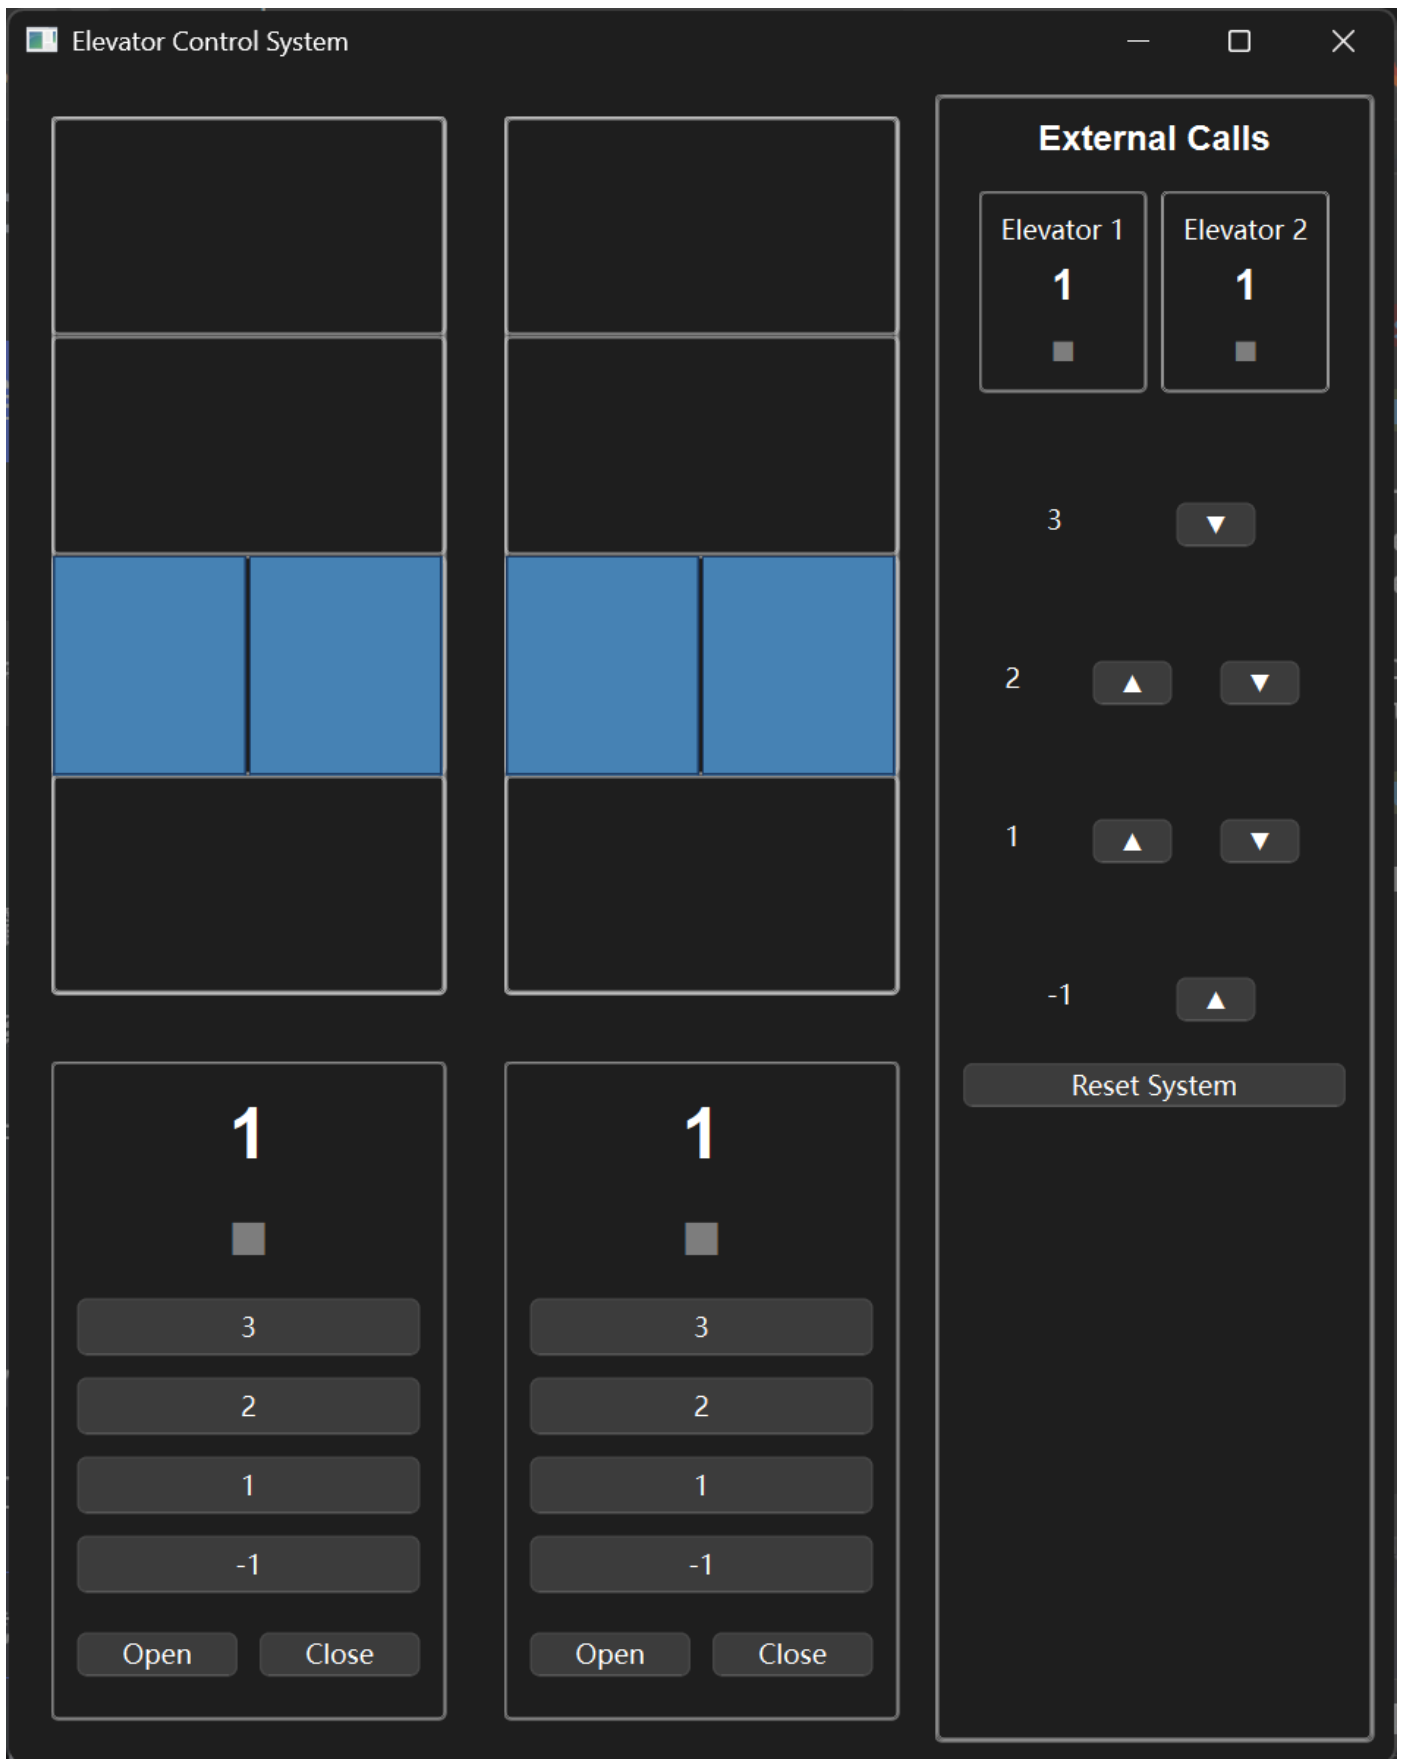 Elevator Control System
External Calls
Elevator 1 Elevator 2
1 1
■ ■
3 ▼
2 ▲ ▼
1 ▲ ▼
-1 ▲
Reset System
1
■
3
2
1
-1
Open Close
1
■
3
2
1
-1
Open Close